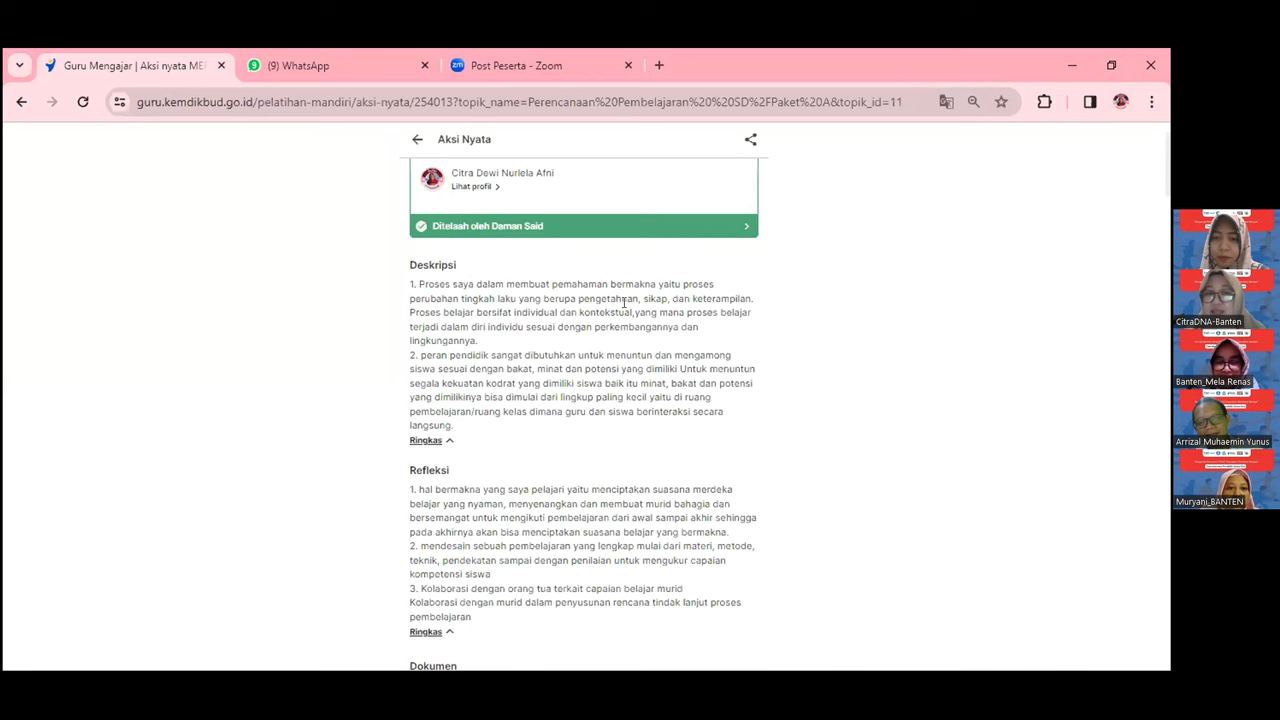 Guru Mengajar | Aksi nyata ME
(9) WhatsApp
Post Peserta - Zoom
guru.kemdikbud.go.id/pelatihan-mandiri/aksi-nyata/254013?topik_name=Perencanaan%20Pembelajaran%20%20SD%2FPaket%20A&topik_id=11
Aksi Nyata
Citra Dewi Nurlela Afni
Lihat profil
Ditelaah oleh Daman Said
Deskripsi
1. Proses saya dalam membuat pemahaman bermakna yaitu proses
perubahan tingkah laku yang berupa pengetahuan, sikap, dan keterampilan.
Proses belajar bersifat individual dan kontekstual,yang mana proses belajar
terjadi dalam diri individu sesuai dengan perkembangannya dan
lingkungannya.
2. peran pendidik sangat dibutuhkan untuk menuntun dan mengamong
siswa sesuai dengan bakat, minat dan potensi yang dimiliki Untuk menuntun
segala kekuatan kodrat yang dimiliki siswa baik itu minat, bakat dan potensi
yang dimilikinya bisa dimulai dari lingkup paling kecil yaitu di ruang
pembelajaran/ruang kelas dimana guru dan siswa berinteraksi secara
langsung.
Ringkas
Refleksi
1. hal bermakna yang saya pelajari yaitu menciptakan suasana merdeka
belajar yang nyaman, menyenangkan dan membuat murid bahagia dan
bersemangat untuk mengikuti pembelajaran dari awal sampai akhir sehingga
pada akhirnya akan bisa menciptakan suasana belajar yang bermakna.
2. mendesain sebuah pembelajaran yang lengkap mulai dari materi, metode,
teknik, pendekatan sampai dengan penilaian untuk mengukur capaian
kompetensi siswa
3. Kolaborasi dengan orang tua terkait capaian belajar murid
Kolaborasi dengan murid dalam penyusunan rencana tindak lanjut proses
pembelajaran
Ringkas
Dokumen
CitraDNA-Banten
Banten_Mela Renas
Arrizal Muhaemin Yunus
Muryani_BANTEN